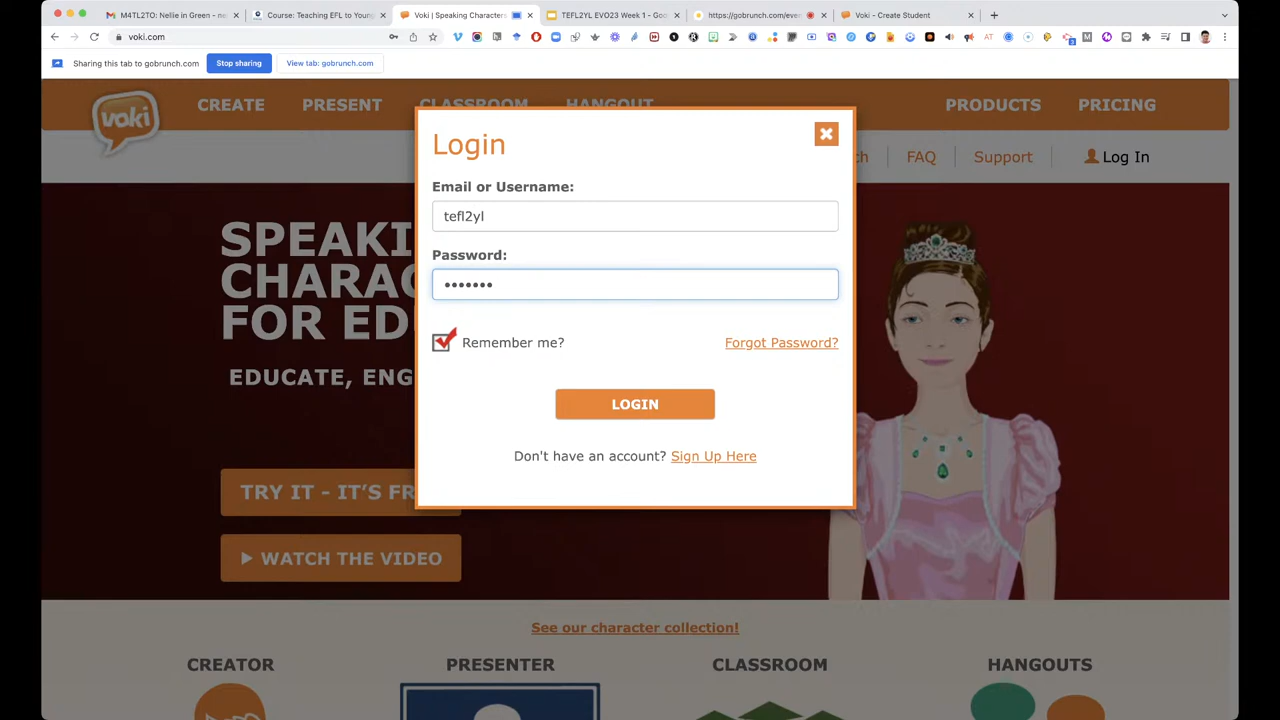 M4TL2TO: Nellie in Green - ne
Course: Teaching EFL to Young
Voki | Speaking Characters
TEFL2YL EVO23 Week 1 - Goo
https://gobrunch.com/even
Voki - Create Student
voki.com
Sharing this tab to gobrunch.com
Stop sharing
View tab: gobrunch.com
voki
CREATE
PRESENT
CLASSROOM
HANGOUT
PRODUCTS
PRICING
ch
FAQ
Support
Log In
Login
Email or Username:
tefl2yl
Password:
•••••••
Remember me?
Forgot Password?
LOGIN
Don't have an account? Sign Up Here
SPEAKI
CHARAC
FOR ED
EDUCATE, ENG
TRY IT - IT'S FR
WATCH THE VIDEO
See our character collection!
CREATOR
PRESENTER
CLASSROOM
HANGOUTS